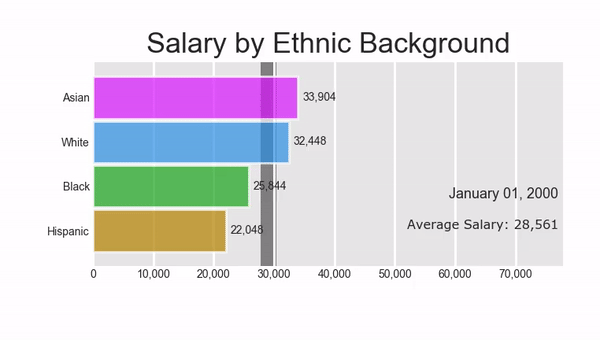 Salary by Ethnic Background
Asian 33,904
White 32,448
Black 25,844
January 01, 2000
Average Salary: 28,561
Hispanic 22,048
0 10,000 20,000 30,000 40,000 50,000 60,000 70,000